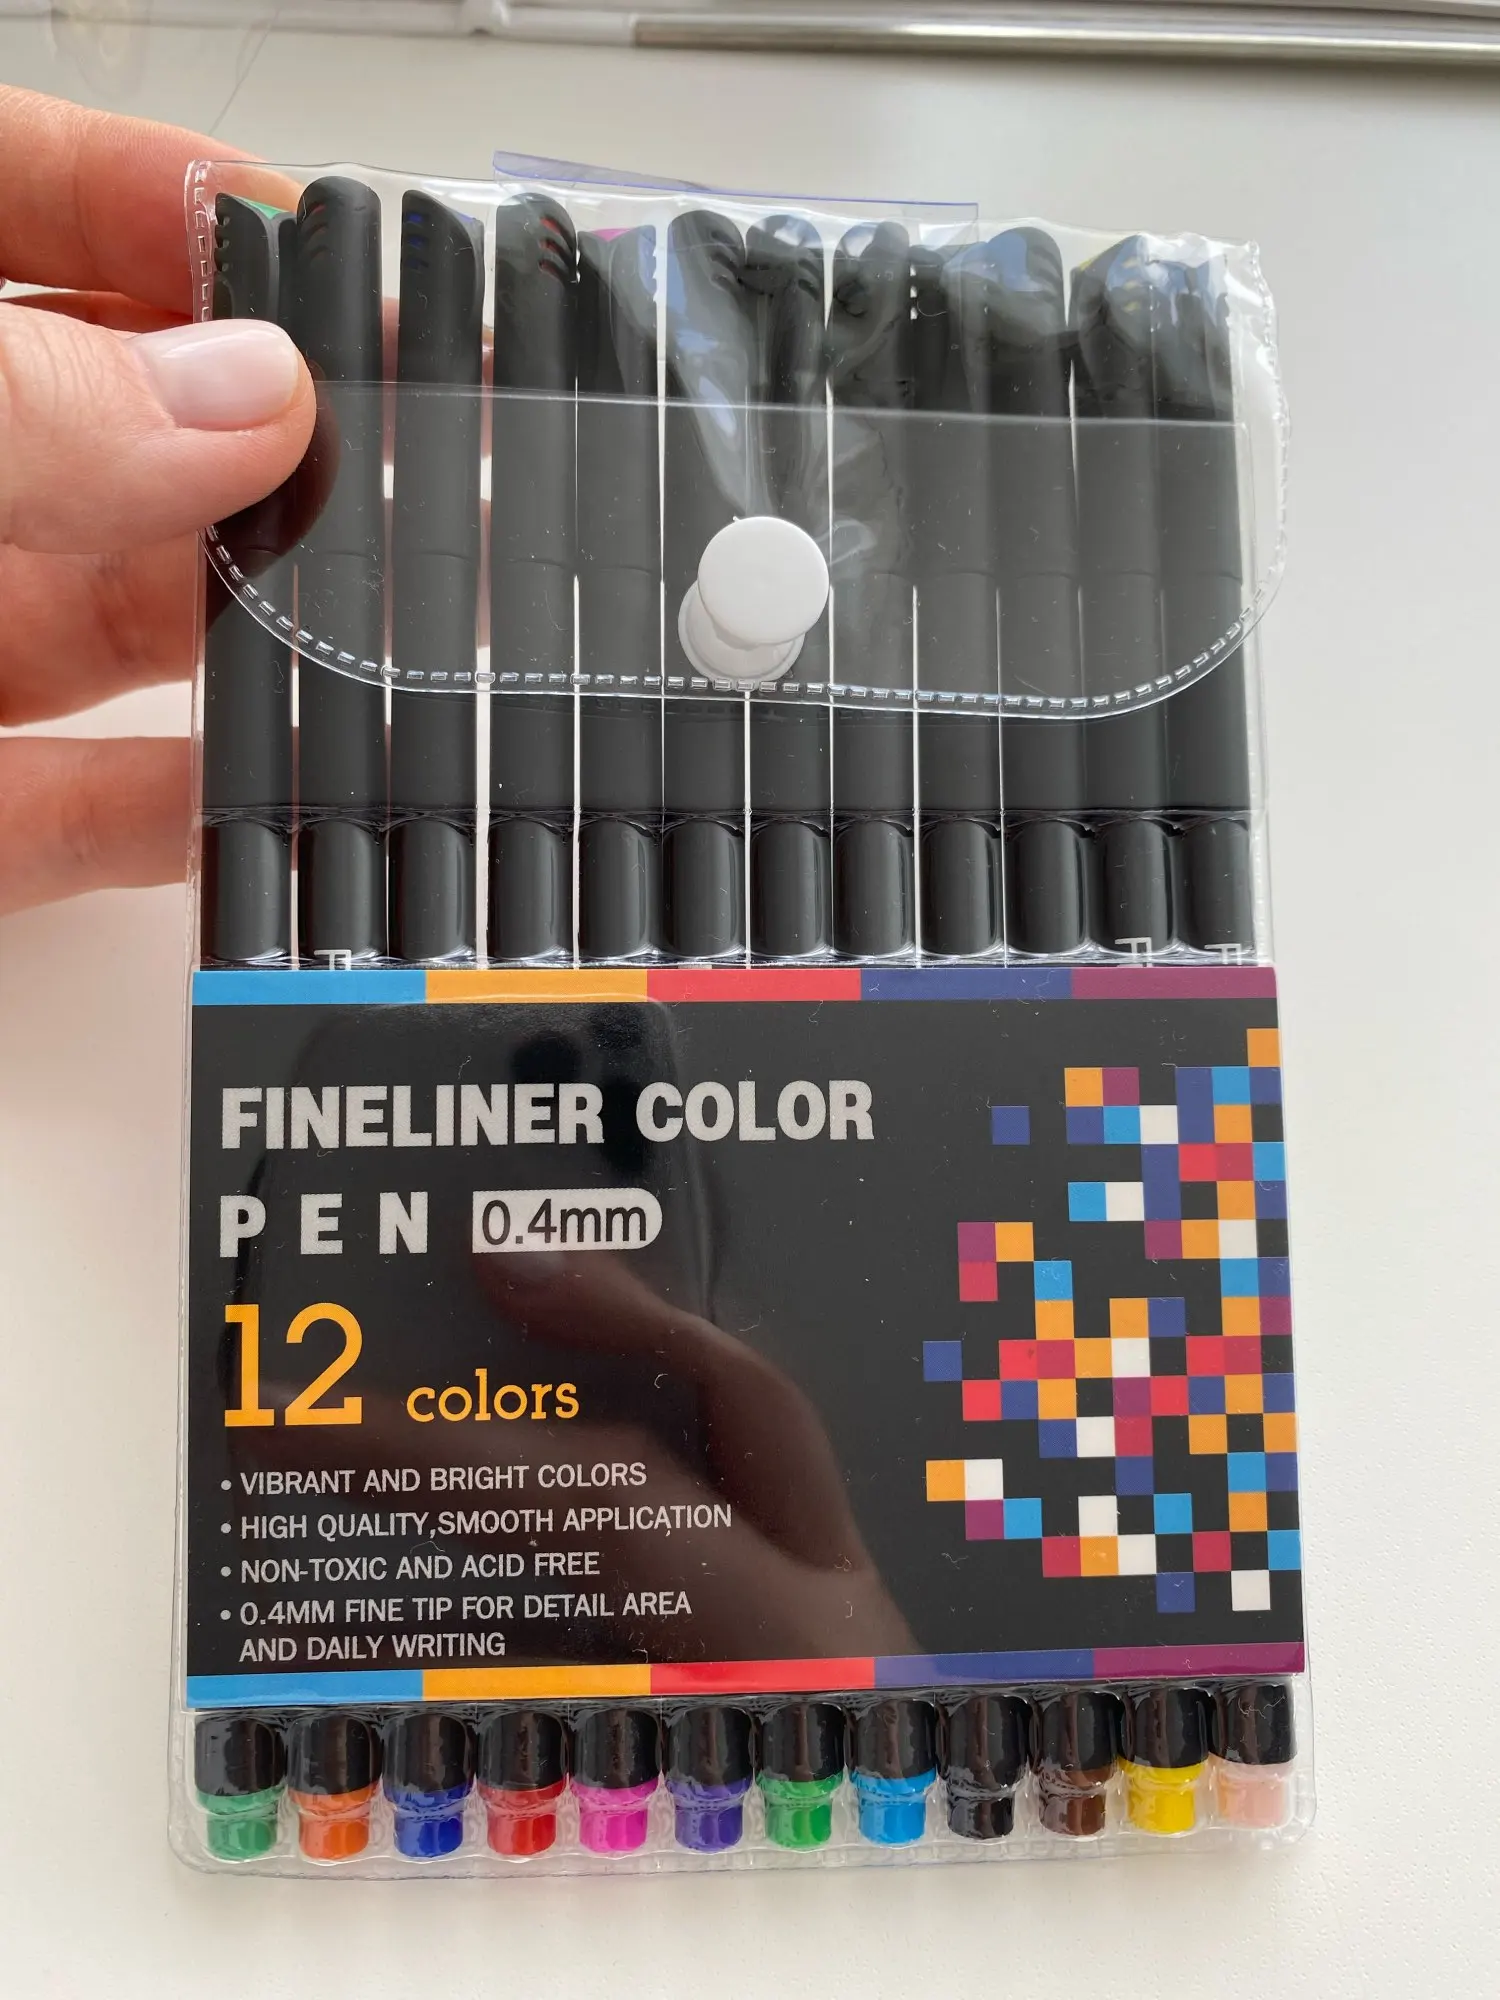 F
F
F
FINELINER COLOR
PEN 0.4mm
12 colors
• VIBRANT AND BRIGHT COLORS
• HIGH QUALITY,SMOOTH APPLICATION
• NON-TOXIC AND ACID FREE
• 0.4MM FINE TIP FOR DETAIL AREA
AND DAILY WRITING